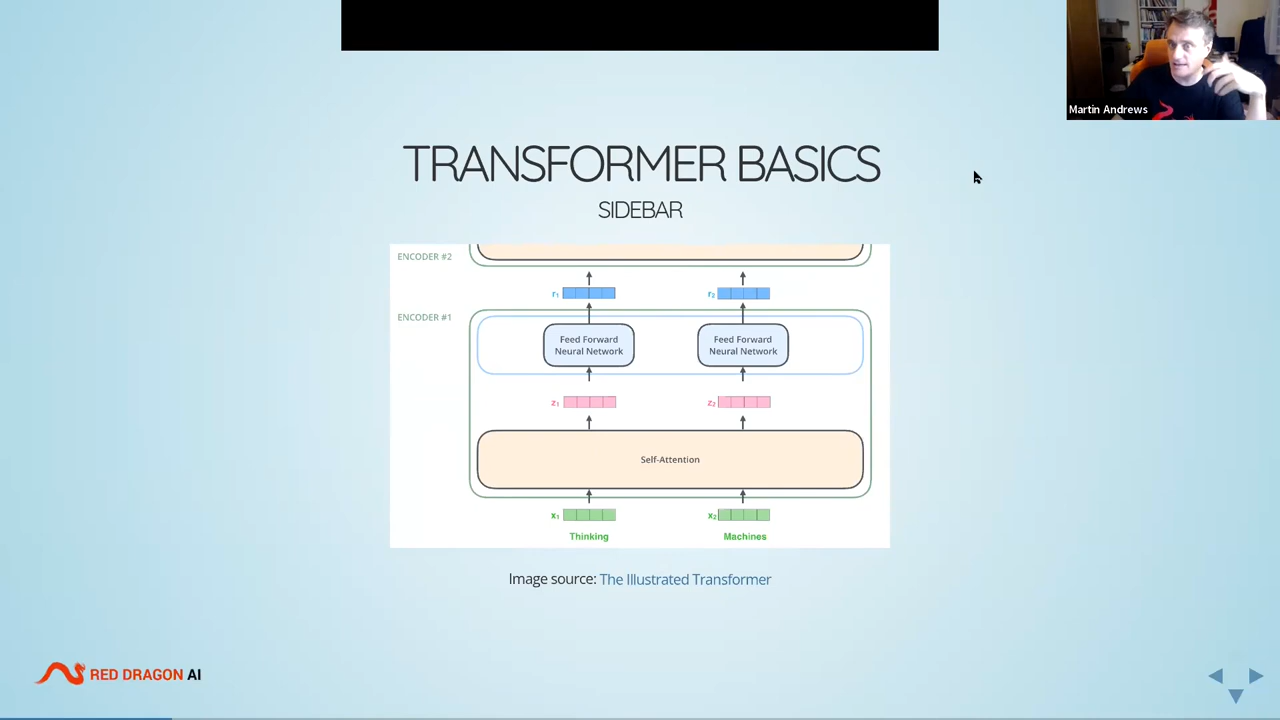 Martin Andrews
TRANSFORMER BASICS
SIDEBAR
ENCODER #2
r₁
r₂
ENCODER #1
Feed Forward
Neural Network
Feed Forward
Neural Network
z₁
z₂
Self-Attention
x₁
x₂
Thinking
Machines
Image source: The Illustrated Transformer
RED DRAGON AI